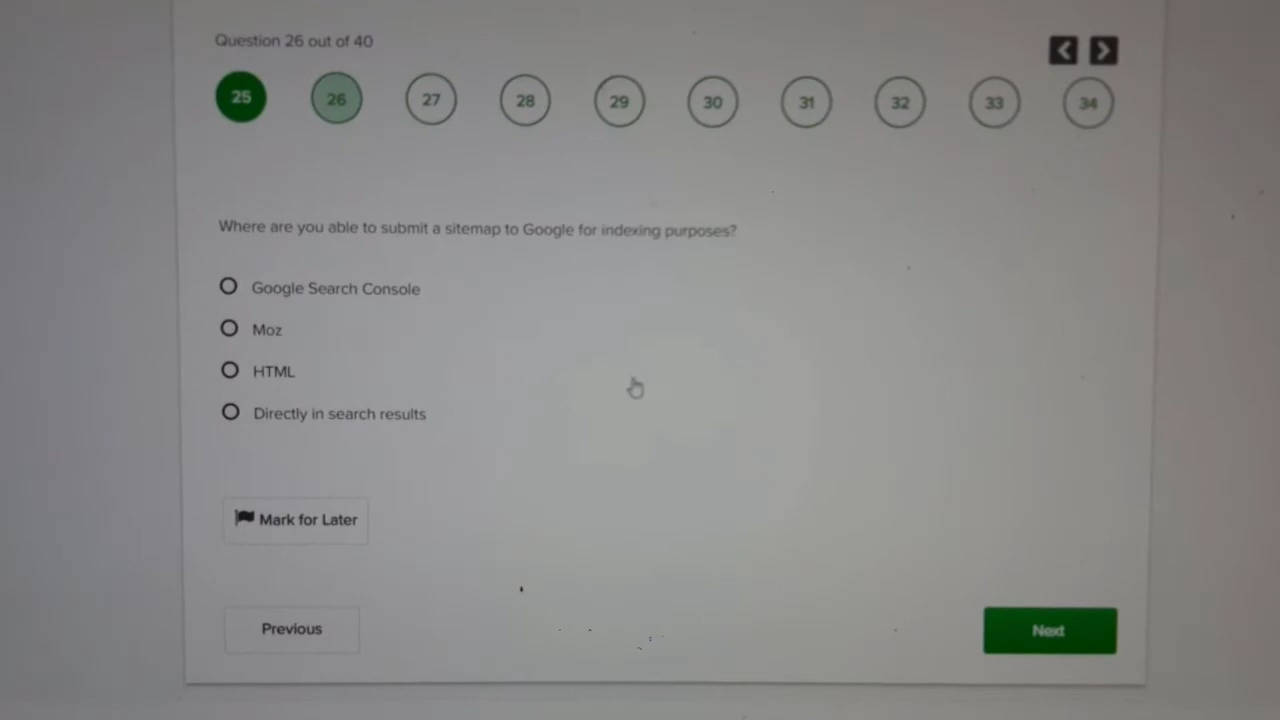 Question 26 out of 40
25 26 27 28 29 30 31 32 33 34
Where are you able to submit a sitemap to Google for indexing purposes?
Google Search Console
Moz
HTML
Directly in search results
Mark for Later
Previous
Next